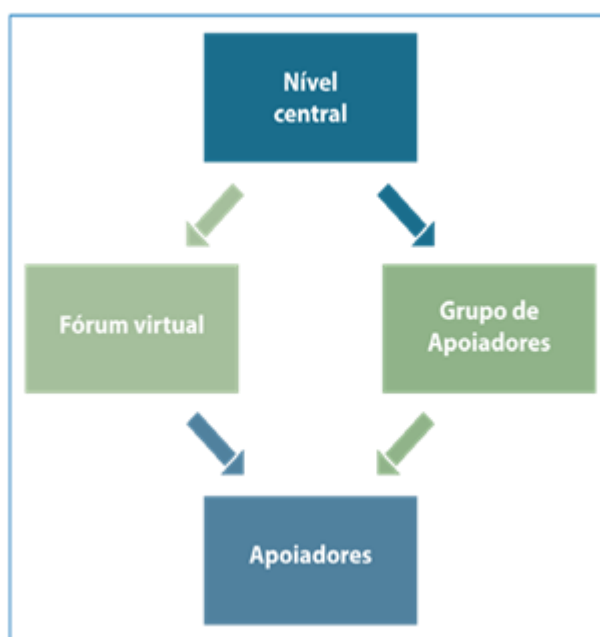 Nível
central
Fórum virtual
Grupo de
Apoiadores
Apoiadores